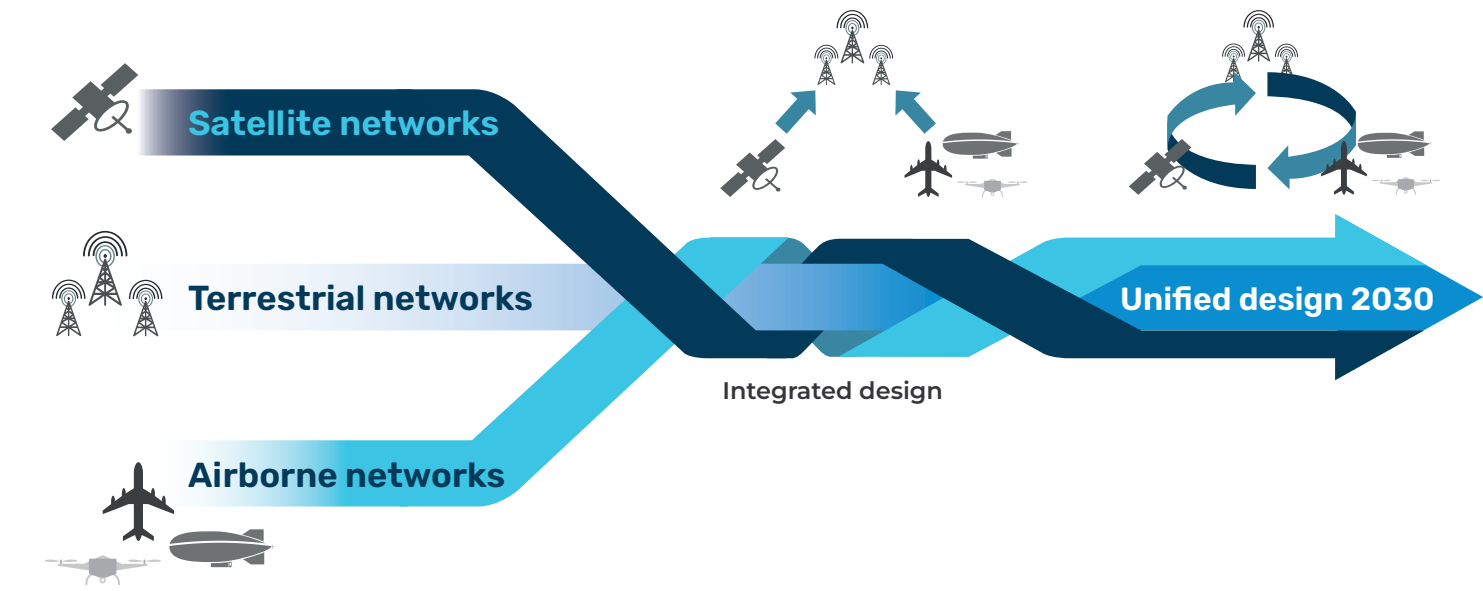 Satellite networks
Terrestrial networks
Unified design 2030
Integrated design
Airborne networks